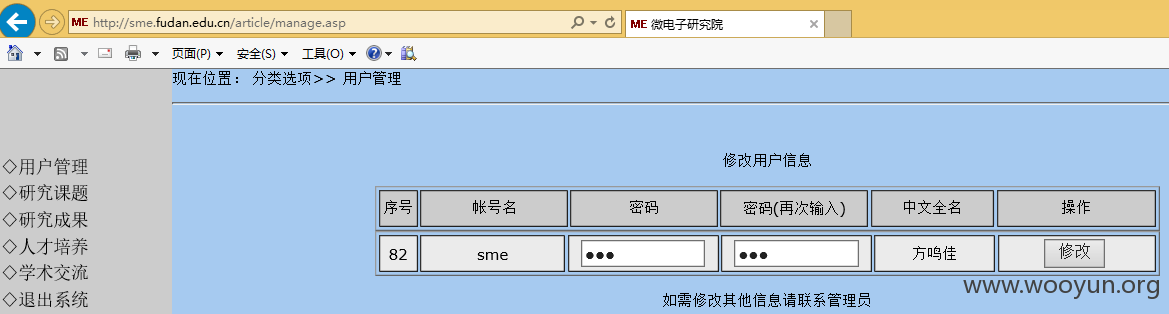 ME http://sme.fudan.edu.cn/article/manage.asp ME 微电子研究院
页面(P) 安全(S) 工具(O)
现在位置： 分类选项>> 用户管理
◇用户管理
◇研究课题
◇研究成果
◇人才培养
◇学术交流
◇退出系统
修改用户信息
序号 帐号名 密码 密码(再次输入) 中文全名 操作
82 sme ●●● ●●● 方鸣佳 修改
如需修改其他信息请联系管理员
www.wooyun.org